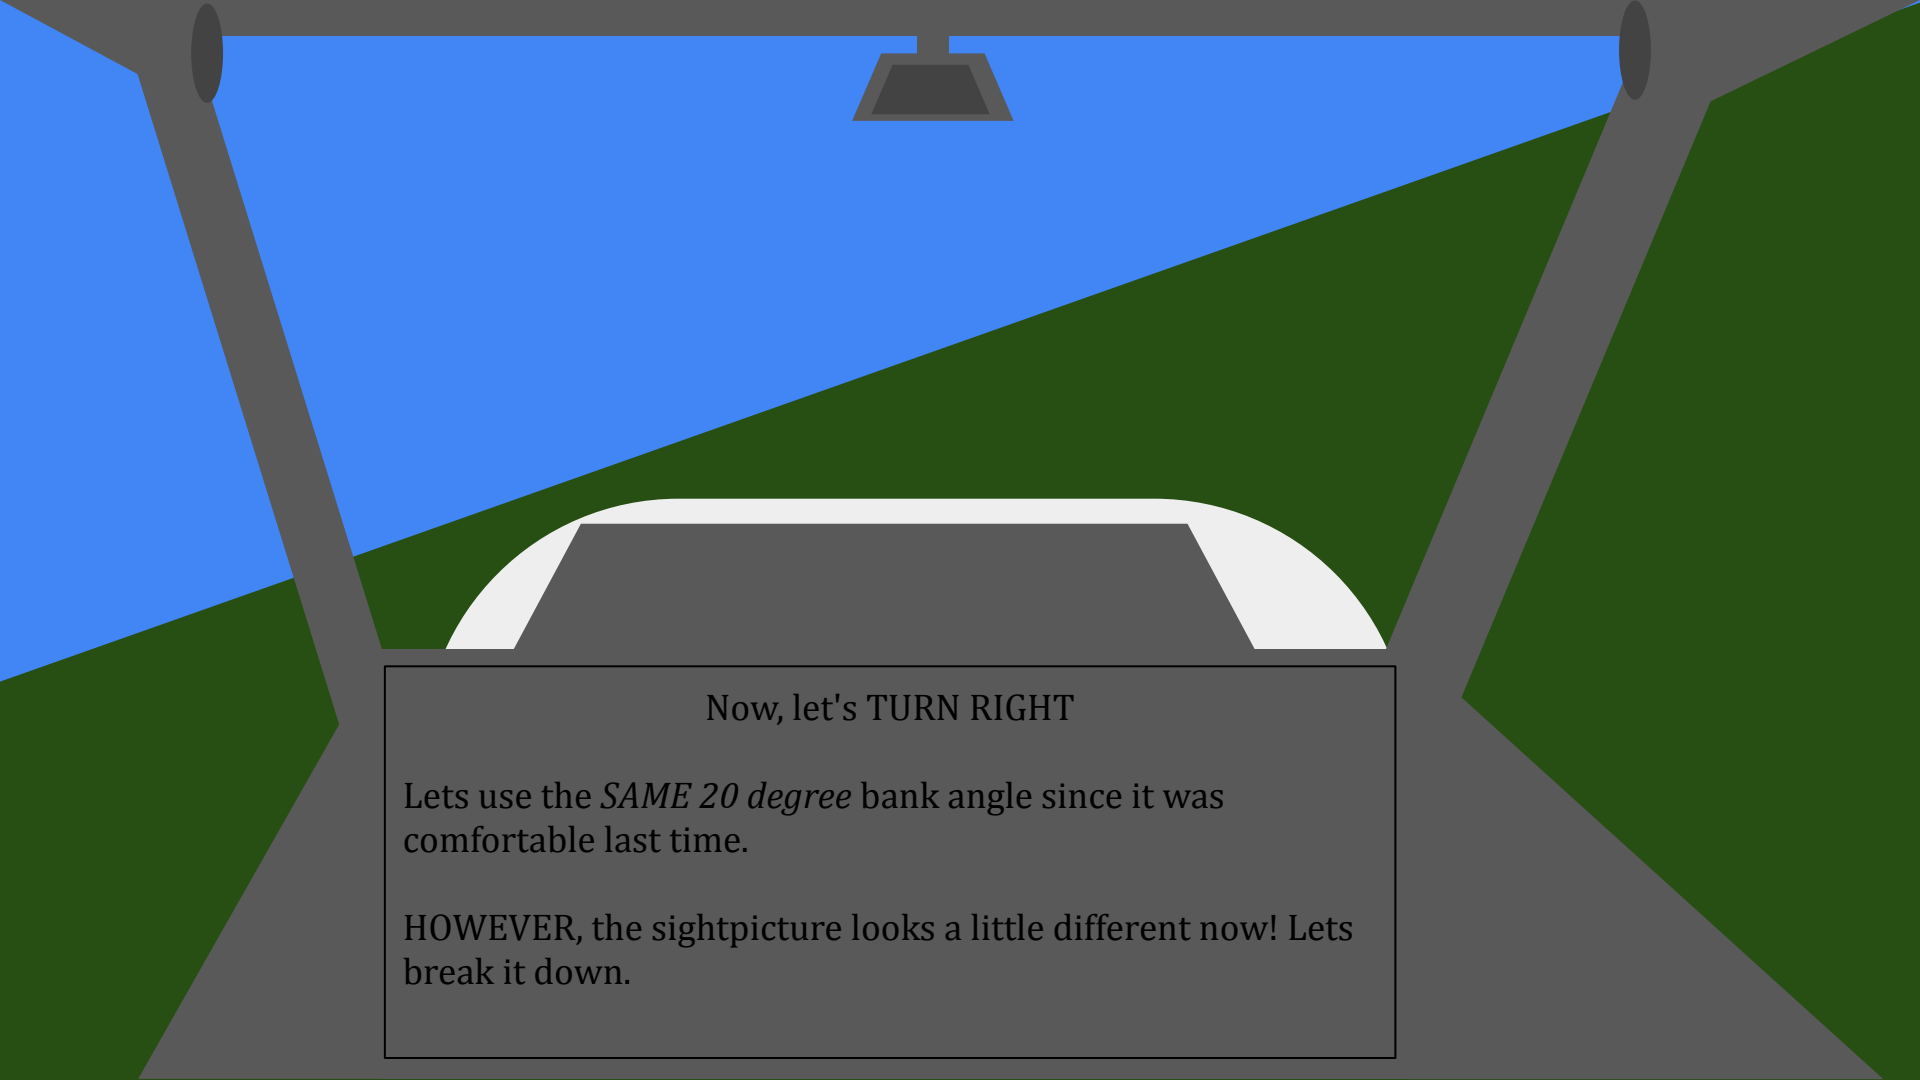 Now, let's TURN RIGHT
Lets use the SAME 20 degree bank angle since it was
comfortable last time.
HOWEVER, the sightpicture looks a little different now! Lets
break it down.